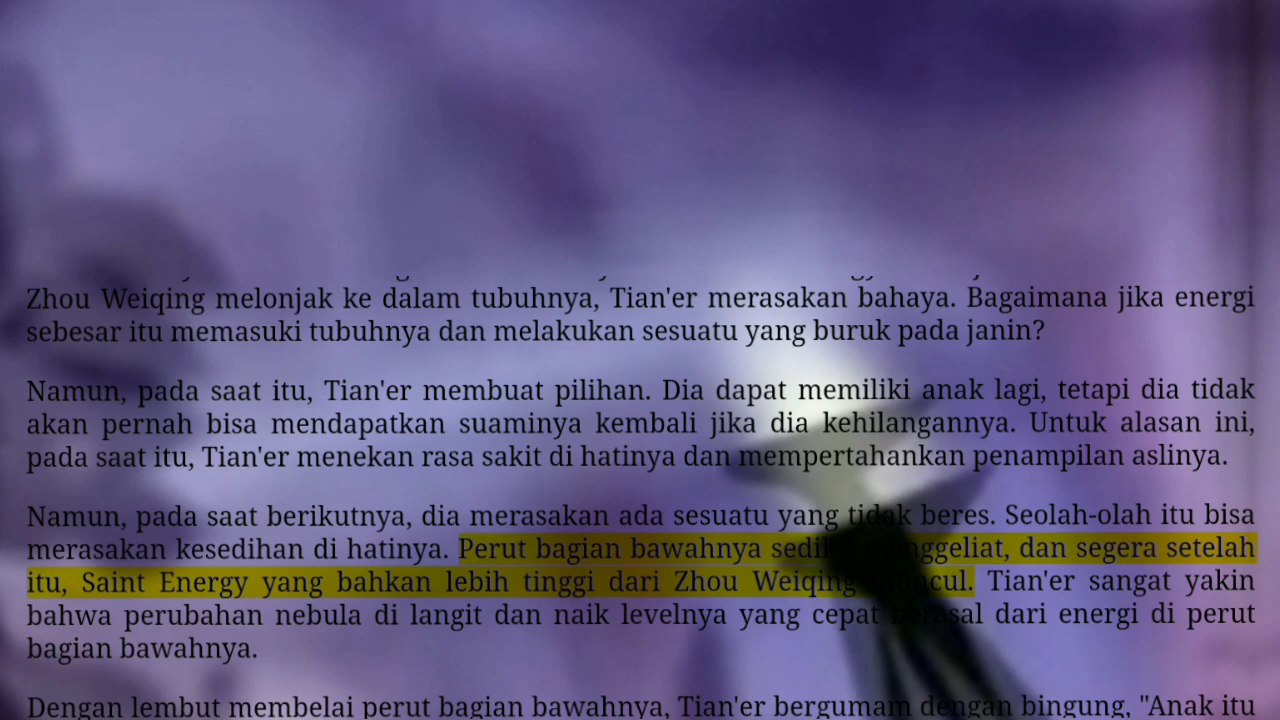 Zhou Weiqing melonjak ke dalam tubuhnya, Tian'er merasakan bahaya. Bagaimana jika energi
sebesar itu memasuki tubuhnya dan melakukan sesuatu yang buruk pada janin?
Namun, pada saat itu, Tian'er membuat pilihan. Dia dapat memiliki anak lagi, tetapi dia tidak
akan pernah bisa mendapatkan suaminya kembali jika dia kehilangannya. Untuk alasan ini,
pada saat itu, Tian'er menekan rasa sakit di hatinya dan mempertahankan penampilan aslinya.
Namun, pada saat berikutnya, dia merasakan ada sesuatu yang tidak beres. Seolah-olah itu bisa
merasakan kesedihan di hatinya. Perut bagian bawahnya dan segera setelah
itu, Saint Energy yang bahkan lebih tinggi dari Zhou Weiqing Tian'er sangat yakin
bahwa perubahan nebula di langit dan naik levelnya yang cepat berasal dari energi di perut
bagian bawahnya.
Dengan lembut membelai perut bagian bawahnya, Tian'er bergumam dengan bingung, "Anak itu